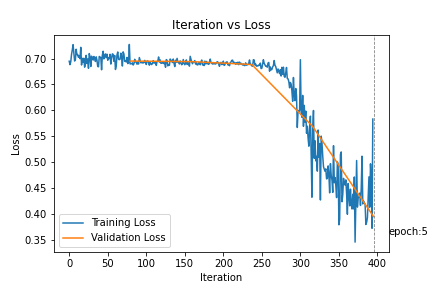 Iteration vs Loss
0.70
0.65
0.60
0.55
0.50
0.45
0.40
0.35
Loss
Training Loss
Validation Loss
epoch:5
0 50 100 150 200 250 300 350 400
Iteration